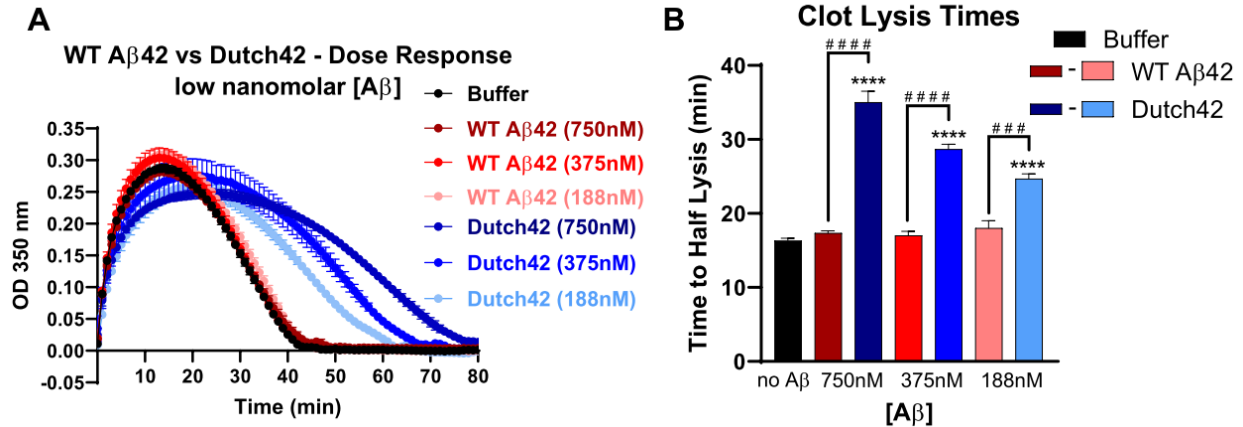 A
WT Aβ42 vs Dutch42 - Dose Response
low nanomolar [Aβ]
Buffer
WT Aβ42 (750nM)
WT Aβ42 (375nM)
WT Aβ42 (188nM)
Dutch42 (750nM)
Dutch42 (375nM)
Dutch42 (188nM)
OD 350 nm
0.35
0.30
0.25
0.20
0.15
0.10
0.05
0.00
-0.05
10 20 30 40 50 60 70 80
Time (min)
B
Clot Lysis Times
Buffer
- WT Aβ42
- Dutch42
Time to Half Lysis (min)
40
30
20
10
0
####
****
####
****
###
****
no Aβ 750nM 375nM 188nM
[Aβ]